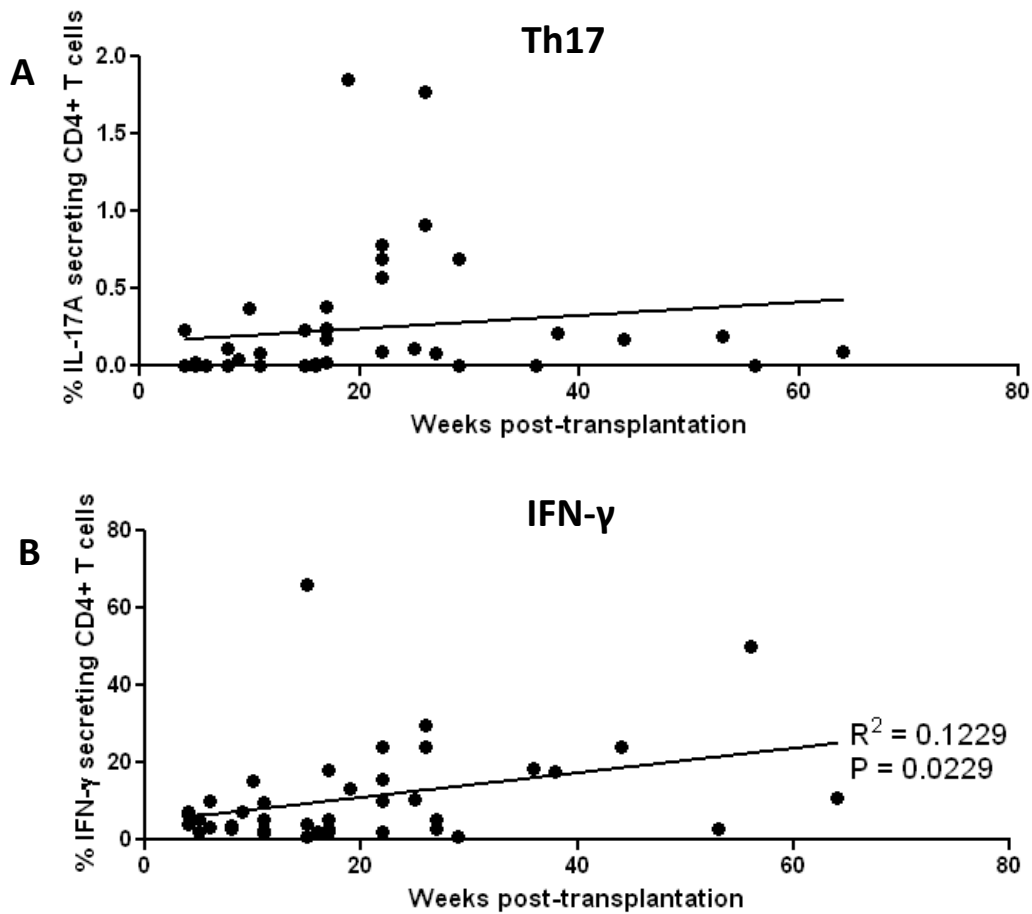 Th17
A
% IL-17A secreting CD4+ T cells
2.0
1.5
1.0
0.5
0.0
0 20 40 60 80
Weeks post-transplantation
IFN-γ
B
% IFN-γ secreting CD4+ T cells
80
60
40
20
0
R² = 0.1229
P = 0.0229
0 20 40 60 80
Weeks post-transplantation